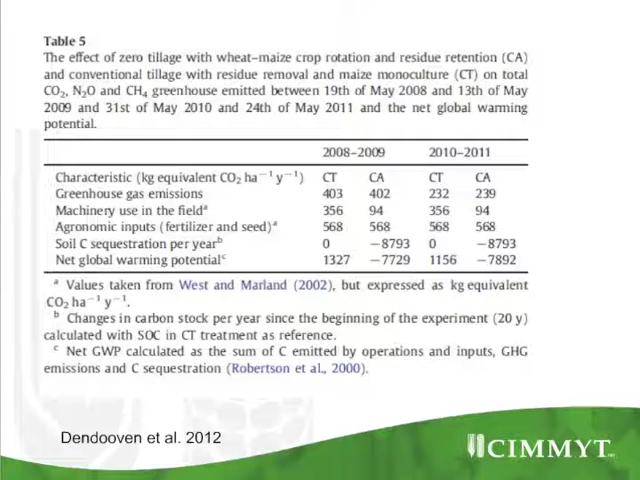 Table 5
The effect of zero tillage with wheat–maize crop rotation and residue retention (CA)
and conventional tillage with residue removal and maize monoculture (CT) on total
CO₂, N₂O and CH₄ greenhouse emitted between 19th of May 2008 and 13th of May
2009 and 31st of May 2010 and 24th of May 2011 and the net global warming
potential.
2008–2009 2010–2011
Characteristic (kg equivalent CO₂ ha⁻¹ y⁻¹) CT CA CT CA
Greenhouse gas emissions 403 402 232 239
Machinery use in the fieldᵃ 356 94 356 94
Agronomic inputs (fertilizer and seed)ᵃ 568 568 568 568
Soil C sequestration per yearᵇ 0 −8793 0 −8793
Net global warming potentialᶜ 1327 −7729 1156 −7892
ᵃ Values taken from West and Marland (2002), but expressed as kg equivalent
CO₂ ha⁻¹ y⁻¹.
ᵇ Changes in carbon stock per year since the beginning of the experiment (20 y)
calculated with SOC in CT treatment as reference.
ᶜ Net GWP calculated as the sum of C emitted by operations and inputs, GHG
emissions and C sequestration (Robertson et al., 2000).
Dendooven et al. 2012
CIMMYT